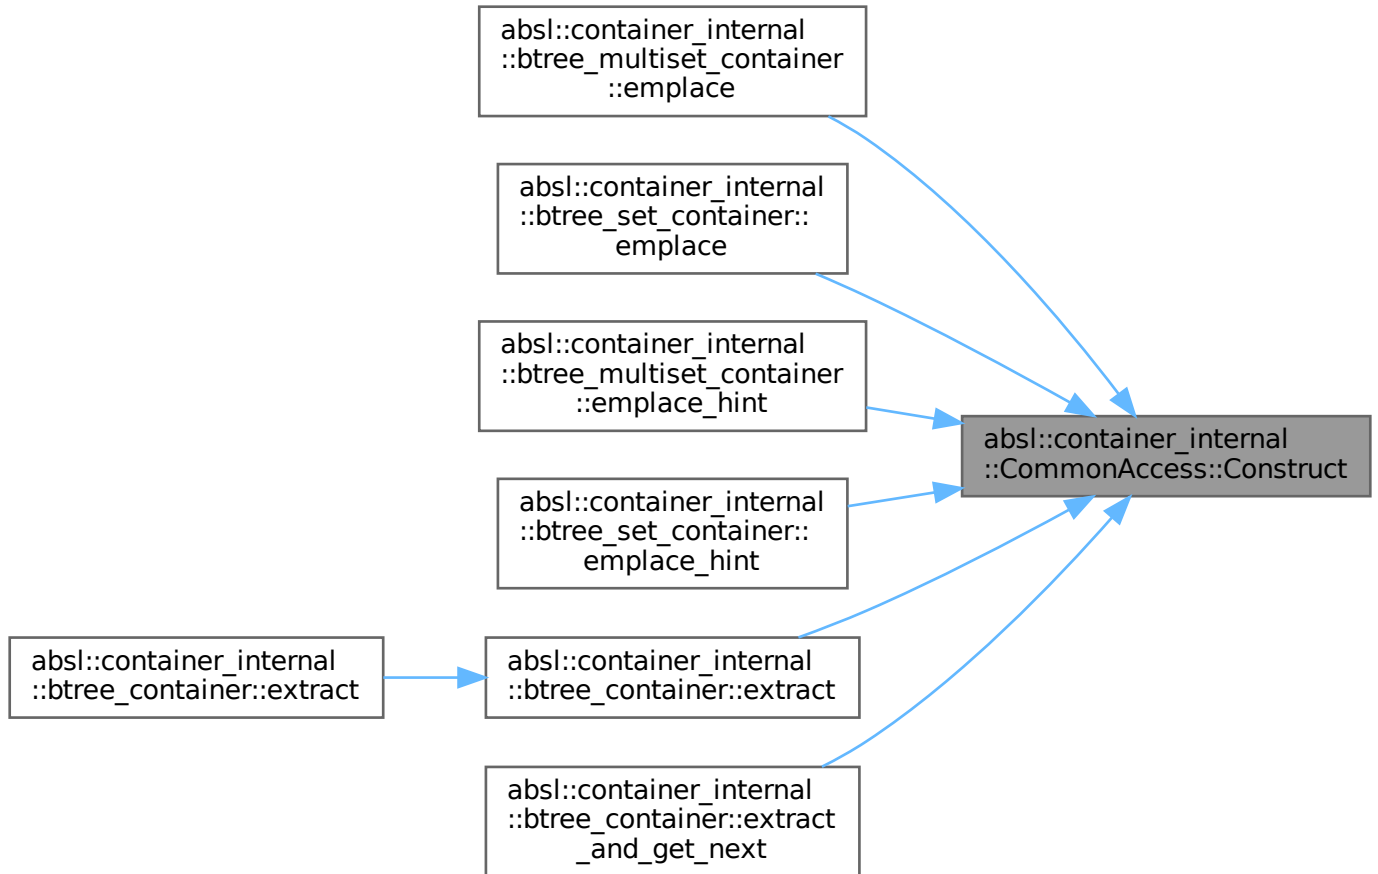 absl::container_internal
::btree_multiset_container
::emplace
absl::container_internal
::btree_set_container::
emplace
absl::container_internal
::btree_multiset_container
::emplace_hint
absl::container_internal
::CommonAccess::Construct
absl::container_internal
::btree_set_container::
emplace_hint
absl::container_internal
::btree_container::extract
absl::container_internal
::btree_container::extract
absl::container_internal
::btree_container::extract
_and_get_next